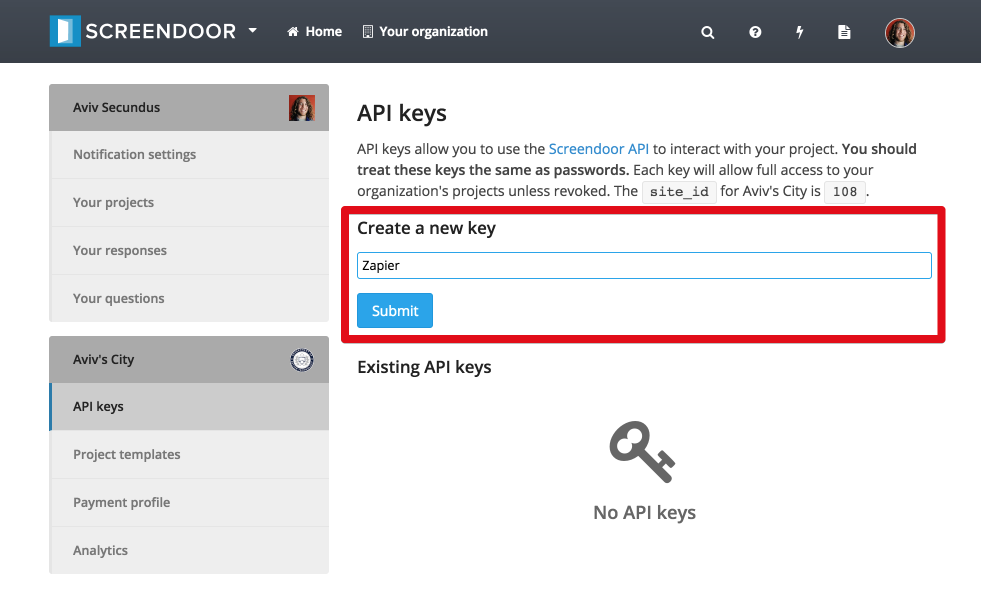 SCREENDOOR
Home
Your organization
Aviv Secundus
Notification settings
Your projects
Your responses
Your questions
Aviv's City
API keys
Project templates
Payment profile
Analytics
API keys
API keys allow you to use the Screendoor API to interact with your project. You should
treat these keys the same as passwords. Each key will allow full access to your
organization's projects unless revoked. The site_id for Aviv's City is 108.
Create a new key
Zapier
Submit
Existing API keys
No API keys